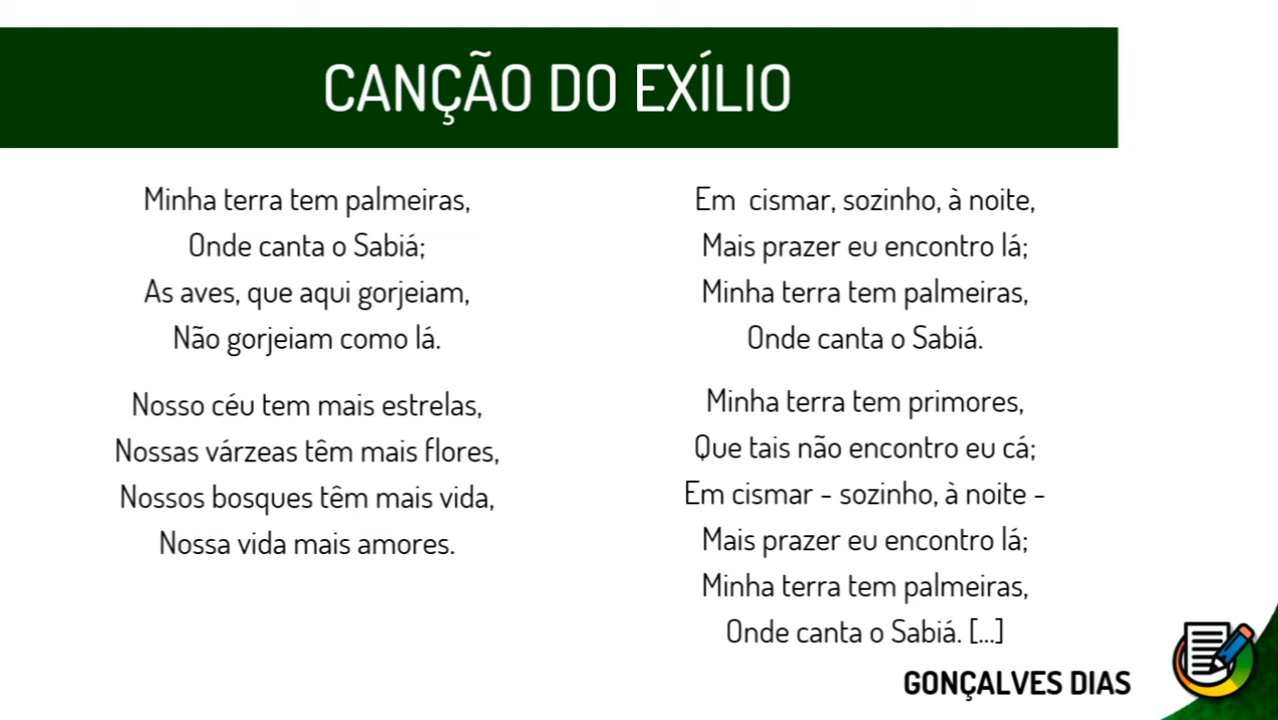 CANÇÃO DO EXÍLIO
Minha terra tem palmeiras,
Onde canta o Sabiá;
As aves, que aqui gorjeiam,
Não gorjeiam como lá.
Nosso céu tem mais estrelas,
Nossas várzeas têm mais flores,
Nossos bosques têm mais vida,
Nossa vida mais amores.
Em cismar, sozinho, à noite,
Mais prazer eu encontro lá;
Minha terra tem palmeiras,
Onde canta o Sabiá.
Minha terra tem primores,
Que tais não encontro eu cá;
Em cismar - sozinho, à noite -
Mais prazer eu encontro lá;
Minha terra tem palmeiras,
Onde canta o Sabiá. [...]
GONÇALVES DIAS